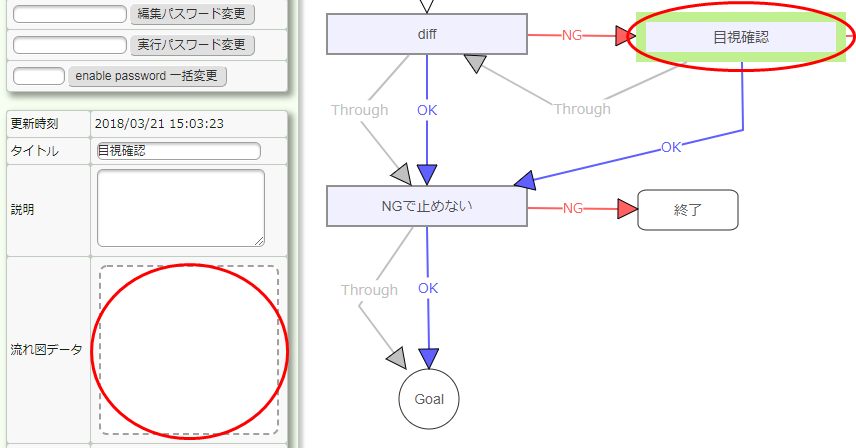 編集パスワード変更
実行パスワード変更
enable password 一括変更
更新時刻 2018/03/21 15:03:23
タイトル 目視確認
説明
流れ図データ
diff
NG
目視確認
Through
OK
Through
OK
NGで止めない
NG
終了
Through
OK
Goal